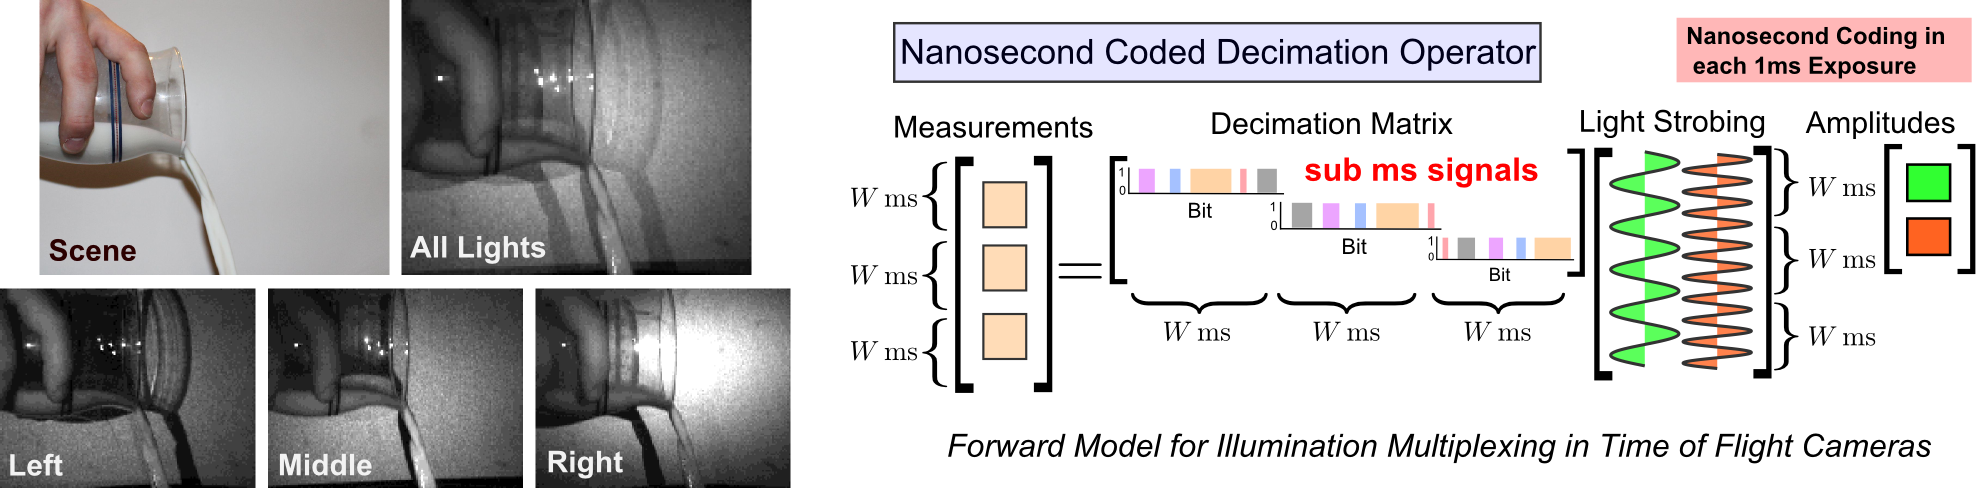 Scene
All Lights
Left
Middle
Right
Nanosecond Coded Decimation Operator
Nanosecond Coding in
each 1ms Exposure
Measurements
Decimation Matrix
Light Strobing
Amplitudes
W ms
W ms
W ms
1
0
Bit
sub ms signals
1
0
Bit
1
0
Bit
W ms
W ms
W ms
W ms
W ms
W ms
=
Forward Model for Illumination Multiplexing in Time of Flight Cameras